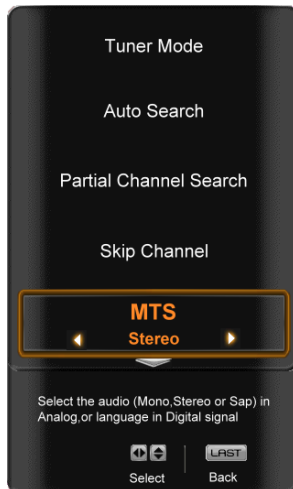 Tuner Mode
Auto Search
Partial Channel Search
Skip Channel
MTS
Stereo
Select the audio (Mono,Stereo or Sap) in
Analog,or language in Digital signal
LAST
Select Back